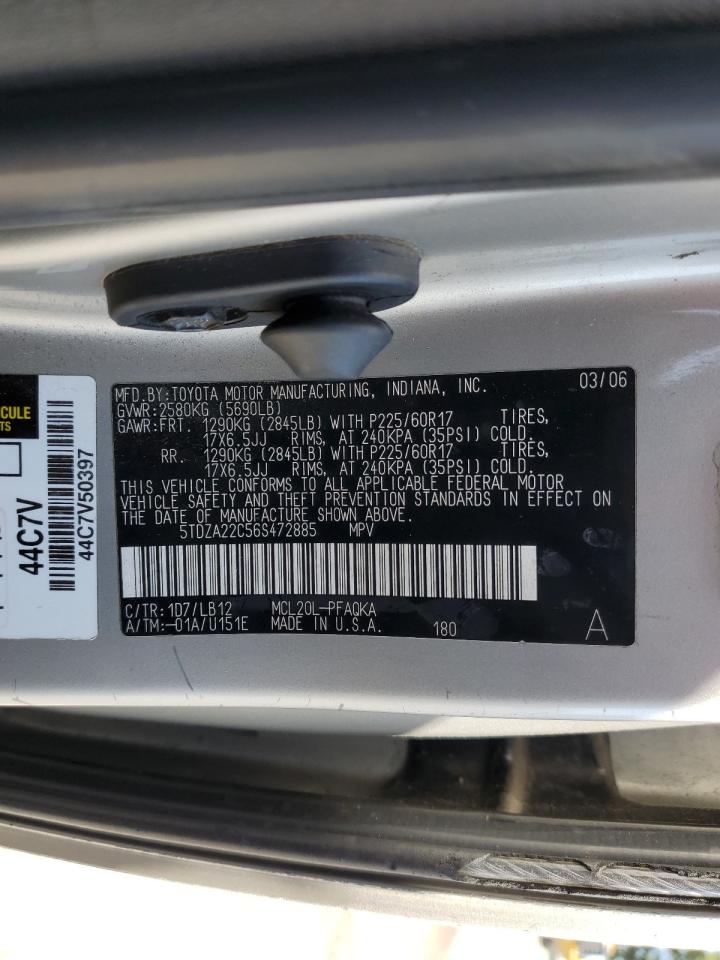 MFD.BY:TOYOTA MOTOR MANUFACTURING, INDIANA, INC. 03/06
GVWR:2580KG (5690LB)
GAWR:FRT. 1290KG (2845LB) WITH P225/60R17 TIRES,
17X6.5JJ RIMS, AT 240KPA (35PSI) COLD.
RR. 1290KG (2845LB) WITH P225/60R17 TIRES,
17X6.5JJ RIMS, AT 240KPA (35PSI) COLD.
THIS VEHICLE CONFORMS TO ALL APPLICABLE FEDERAL MOTOR
VEHICLE SAFETY AND THEFT PREVENTION STANDARDS IN EFFECT ON
THE DATE OF MANUFACTURE SHOWN ABOVE.
5TDZA22C56S472885 MPV
C/TR:1D7/LB12 MCL20L-PFAQKA
A/TM:-01A/U151E MADE IN U.S.A. 180 A
44C7V
44C7V50397